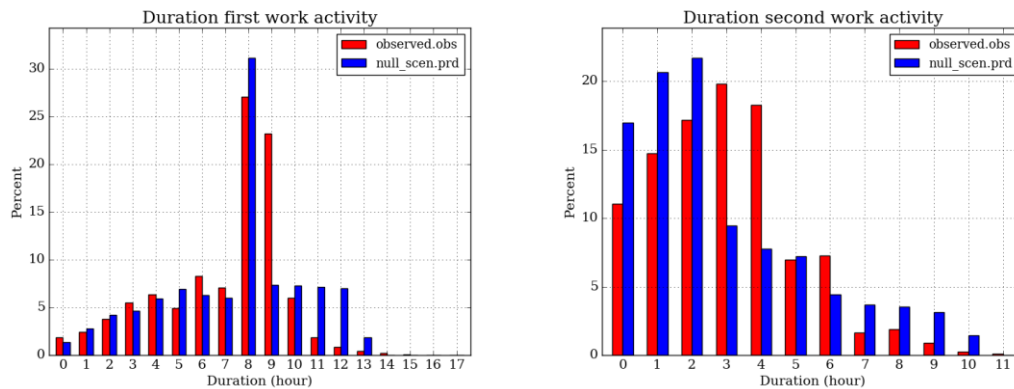 Duration first work activity
observed.obs
null_scen.prd
30
25
20
15
10
5
0
Percent
0 1 2 3 4 5 6 7 8 9 10 11 12 13 14 15 16 17
Duration (hour)
Duration second work activity
observed.obs
null_scen.prd
20
15
10
5
0
Percent
0 1 2 3 4 5 6 7 8 9 10 11
Duration (hour)